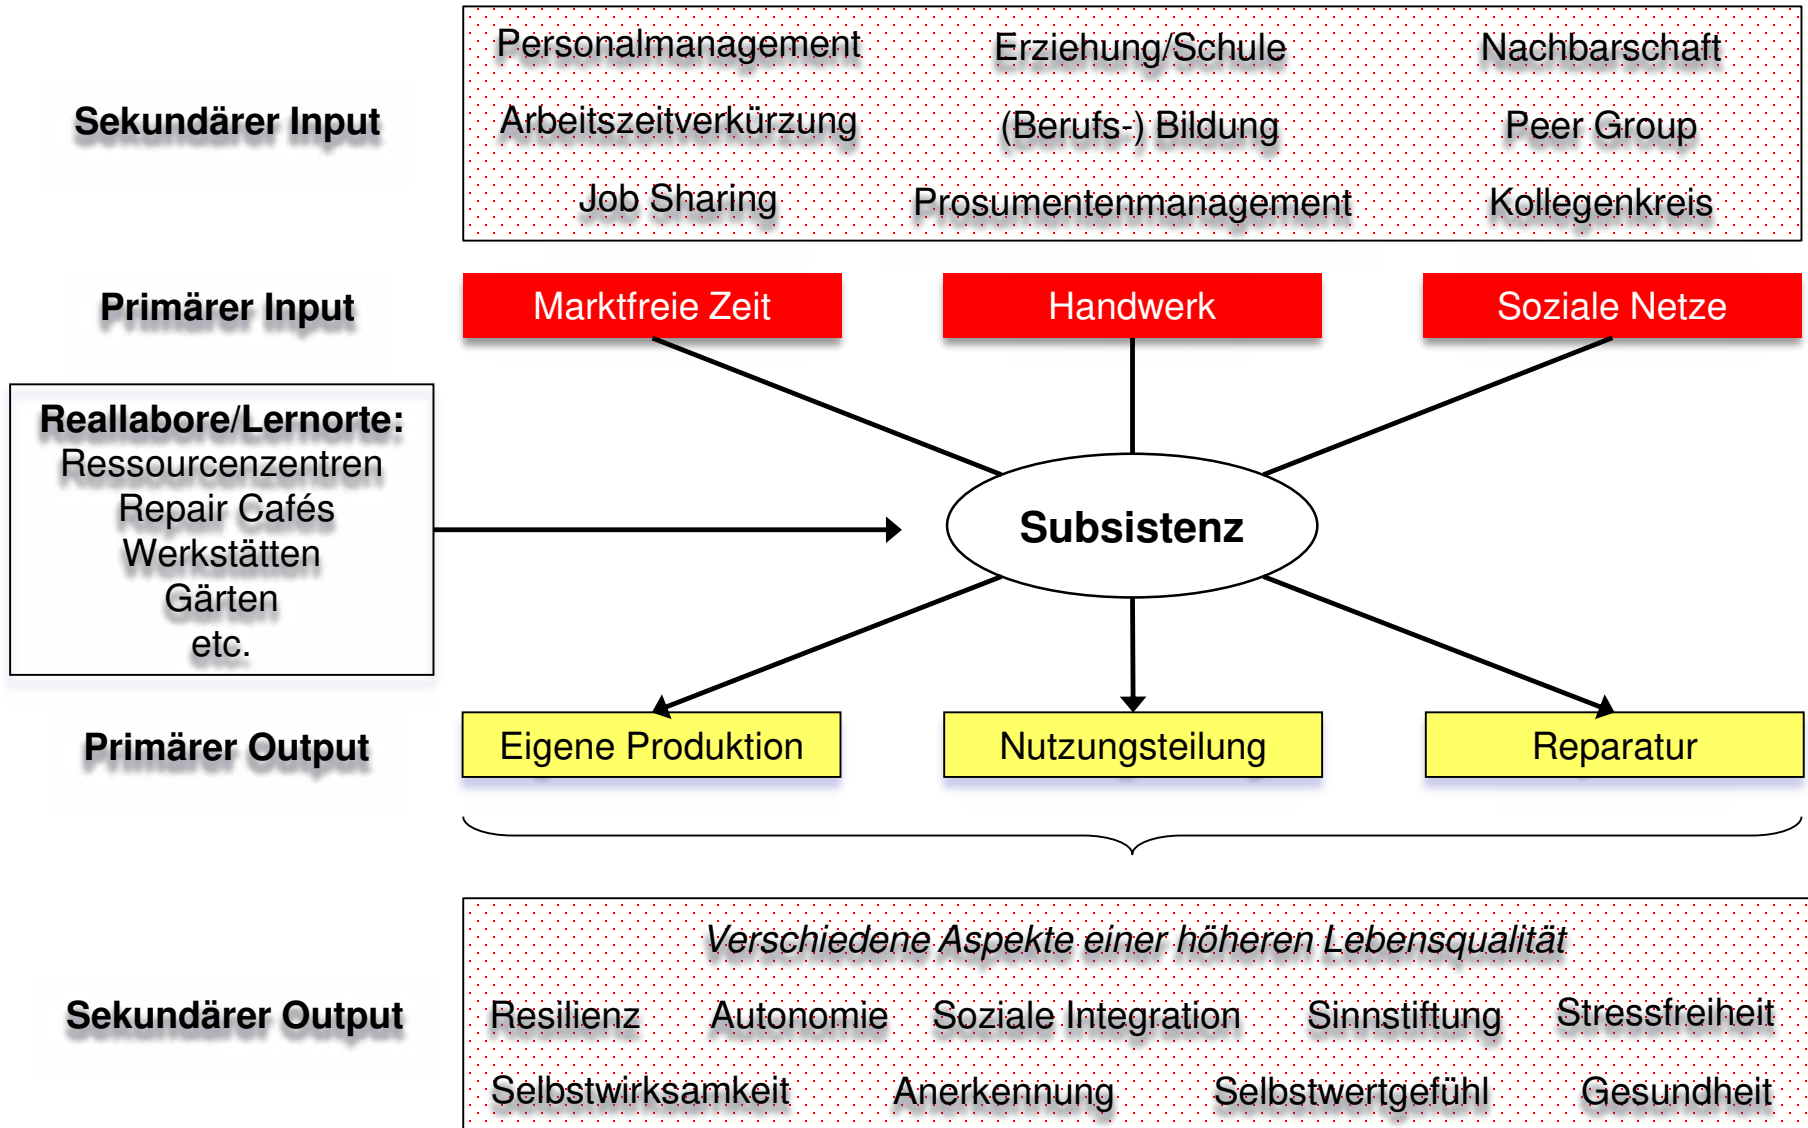 Personalmanagement Erziehung/Schule Nachbarschaft
Sekundärer Input Arbeitszeitverkürzung (Berufs-) Bildung Peer Group
Job Sharing Prosumentenmanagement Kollegenkreis
Primärer Input Marktfreie Zeit Handwerk Soziale Netze
Reallabore/Lernorte:
Ressourcenzentren
Repair Cafés
Werkstätten
Gärten
etc.
Subsistenz
Primärer Output Eigene Produktion Nutzungsteilung Reparatur
Verschiedene Aspekte einer höheren Lebensqualität
Sekundärer Output Resilienz Autonomie Soziale Integration Sinnstiftung Stressfreiheit
Selbstwirksamkeit Anerkennung Selbstwertgefühl Gesundheit